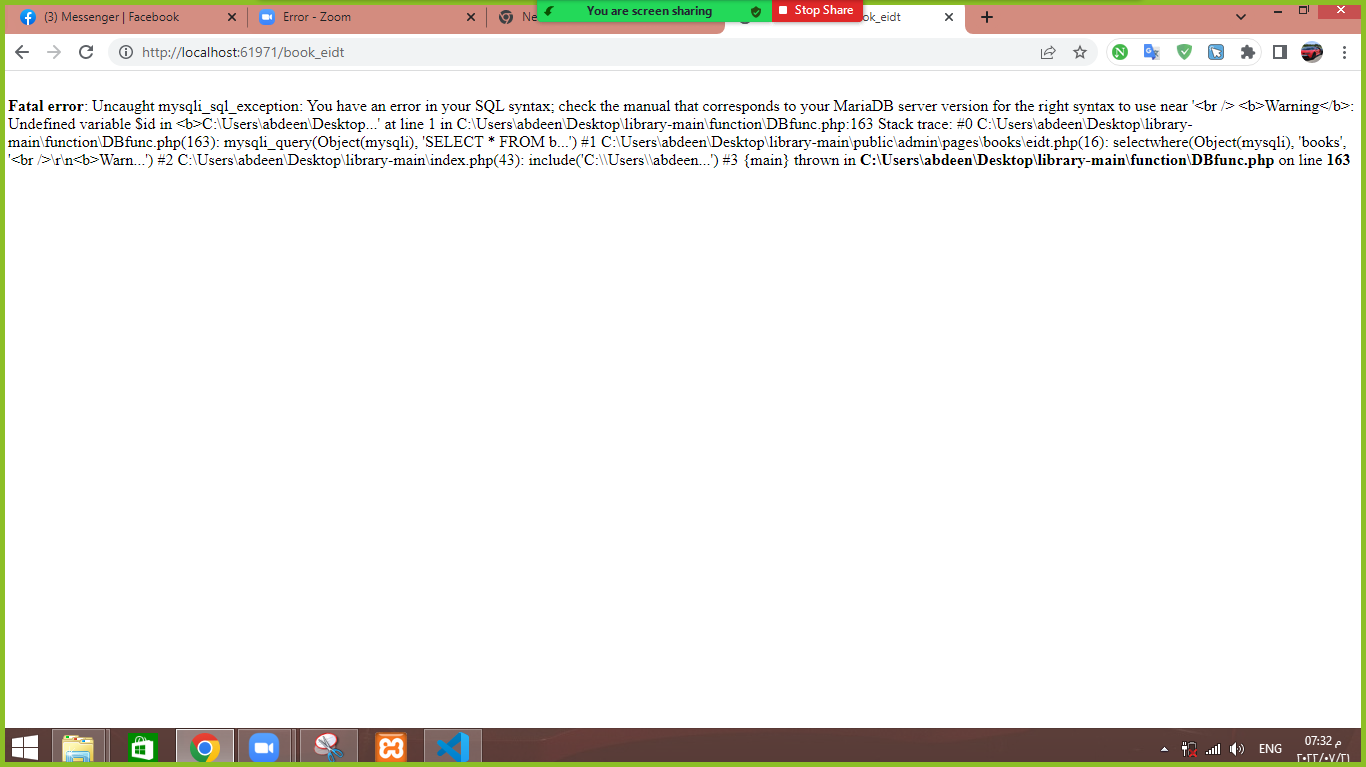 (3) Messenger | Facebook
Error - Zoom
Ne
You are screen sharing
Stop Share
ook_eidt
http://localhost:61971/book_eidt
Fatal error: Uncaught mysqli_sql_exception: You have an error in your SQL syntax; check the manual that corresponds to your MariaDB server version for the right syntax to use near '<br /> <b>Warning</b>:
Undefined variable $id in <b>C:\Users\abdeen\Desktop...' at line 1 in C:\Users\abdeen\Desktop\library-main\function\DBfunc.php:163 Stack trace: #0 C:\Users\abdeen\Desktop\library-
main\function\DBfunc.php(163): mysqli_query(Object(mysqli), 'SELECT * FROM b...') #1 C:\Users\abdeen\Desktop\library-main\public\admin\pages\books\eidt.php(16): selectwhere(Object(mysqli), 'books',
'<br />\r\n<b>Warn...') #2 C:\Users\abdeen\Desktop\library-main\index.php(43): include('C:\\Users\\abdeen...') #3 {main} thrown in C:\Users\abdeen\Desktop\library-main\function\DBfunc.php on line 163
ENG
07:32 م